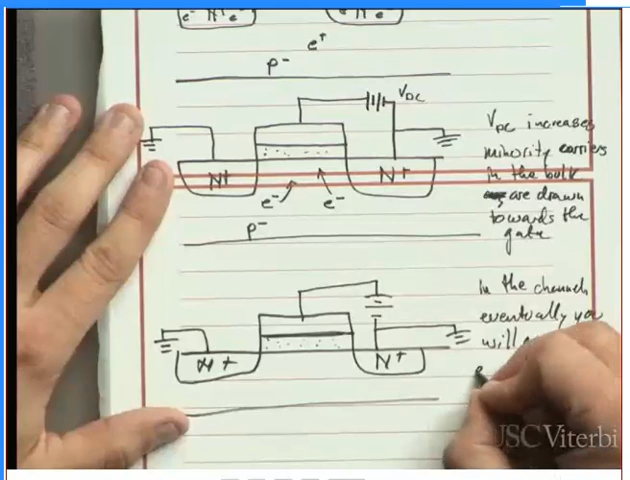 e⁻ N⁺ e⁻
e⁺
p⁻
V_DC
N⁺ N⁺
e⁻ e⁻
p⁻
V_DC increases
minority carriers
in the bulk
are drawn
towards the
gate
N⁺ N⁺
in the channel
eventually you
will
USC Viterbi